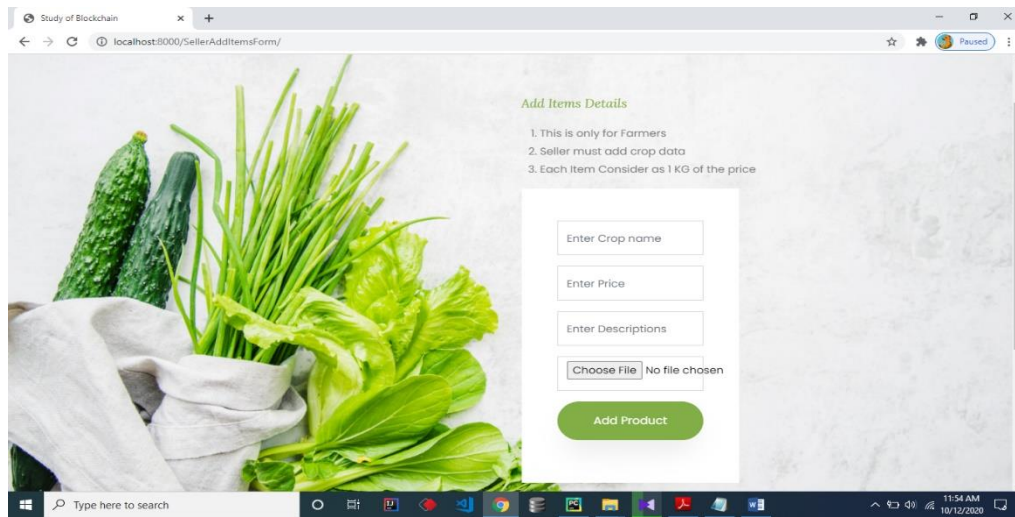 Study of Blockchain
localhost:8000/SellerAddItemsForm/
Paused
Add Items Details
1. This is only for Farmers
2. Seller must add crop data
3. Each Item Consider as 1 KG of the price
Enter Crop name
Enter Price
Enter Descriptions
Choose File No file chosen
Add Product
Type here to search
11:54 AM
10/12/2020